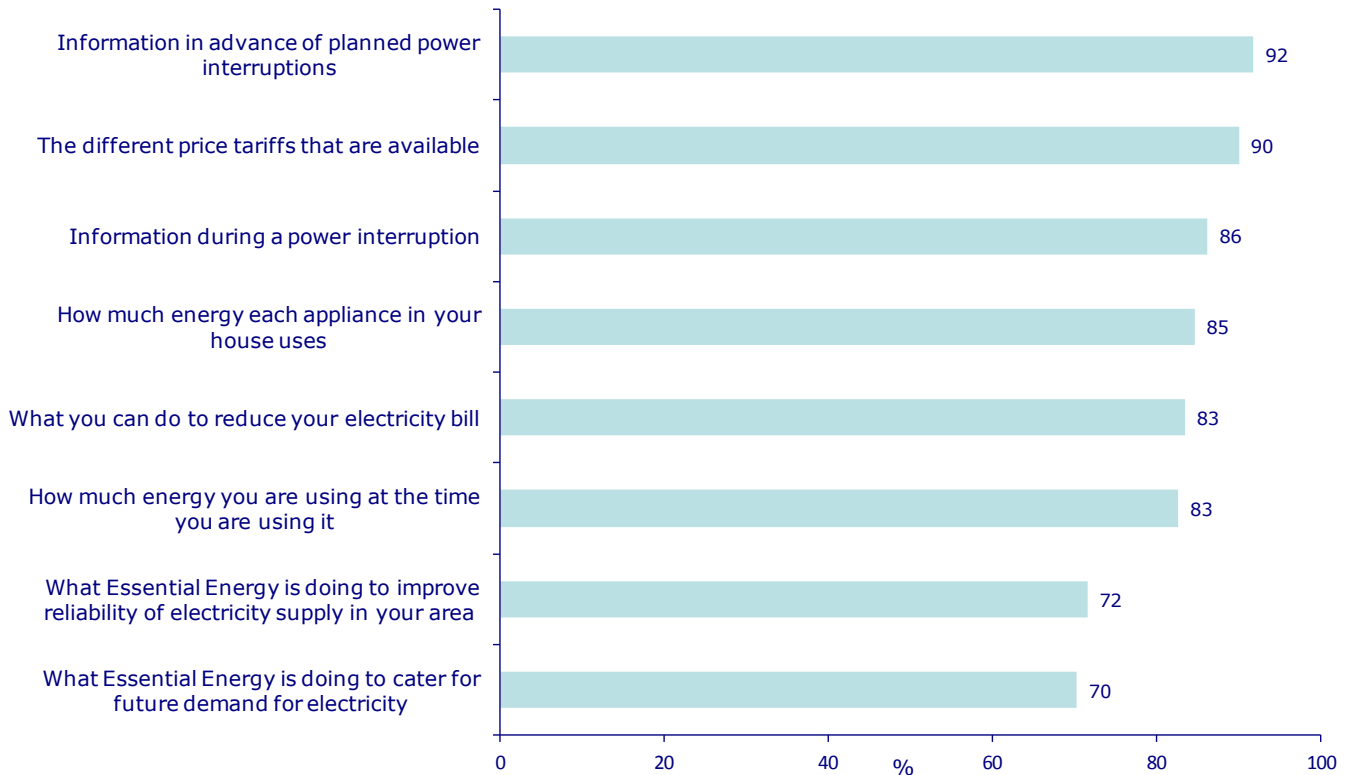 Information in advance of planned power
interruptions
92
The different price tariffs that are available
90
Information during a power interruption
86
How much energy each appliance in your
house uses
85
What you can do to reduce your electricity bill
83
How much energy you are using at the time
you are using it
83
What Essential Energy is doing to improve
reliability of electricity supply in your area
72
What Essential Energy is doing to cater for
future demand for electricity
70
0 20 40 60 80 100
%